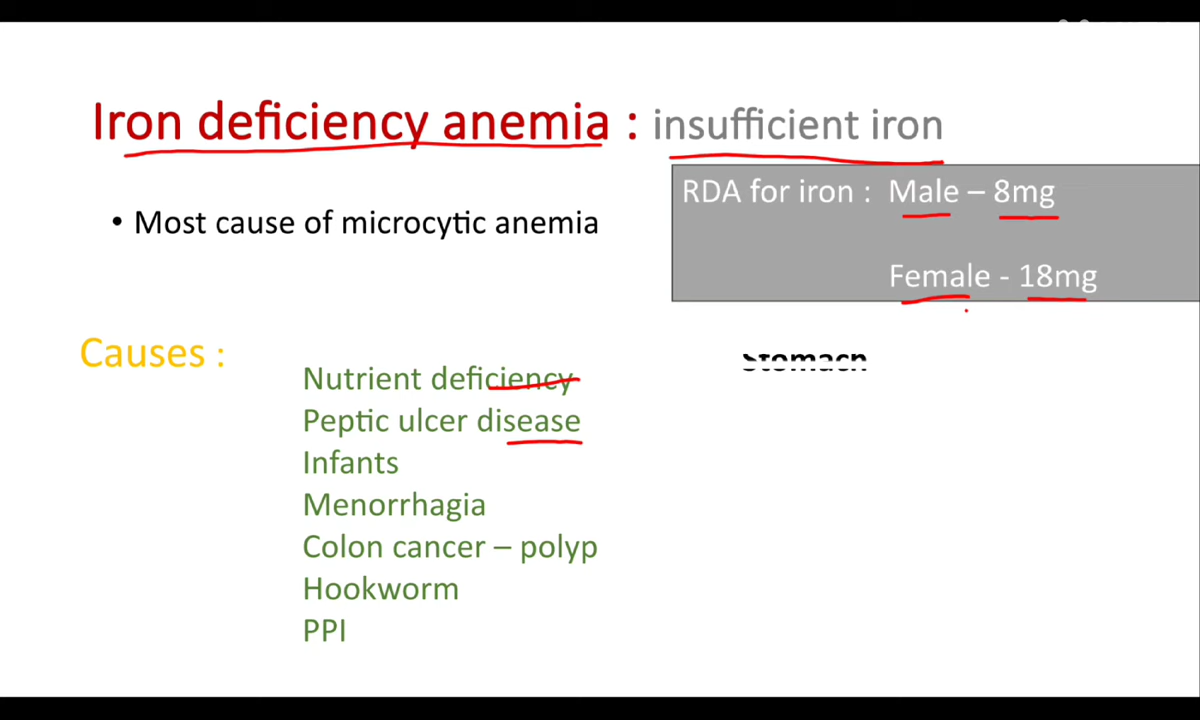 Iron deficiency anemia : insufficient iron
RDA for iron : Male – 8mg
• Most cause of microcytic anemia
Female - 18mg
Causes :
Stomach
Nutrient deficiency
Peptic ulcer disease
Infants
Menorrhagia
Colon cancer – polyp
Hookworm
PPI